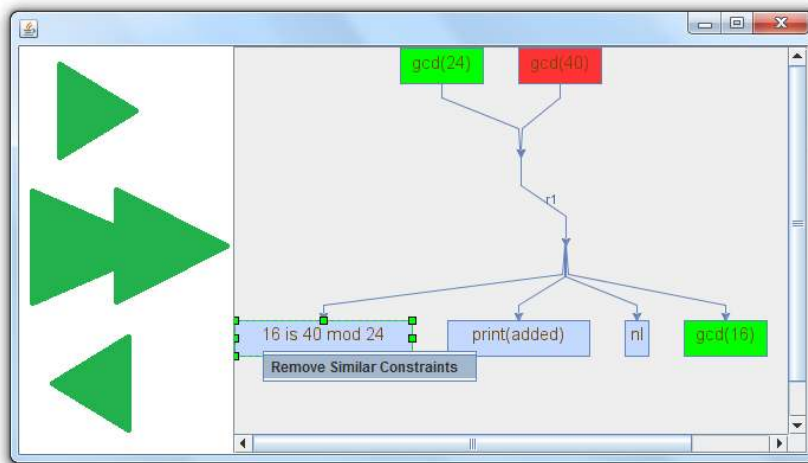 gcd(24) gcd(40)
r1
16 is 40 mod 24 print(added) nl gcd(16)
Remove Similar Constraints